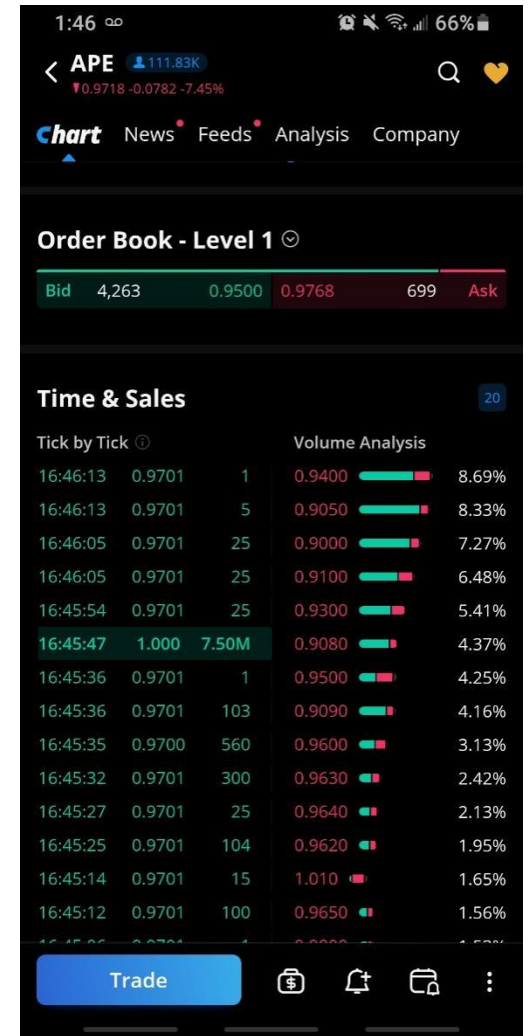 1:46 66%
APE 111.83K
▼0.9718 -0.0782 -7.45%
Chart News Feeds Analysis Company
Order Book - Level 1
Bid 4,263 0.9500 0.9768 699 Ask
Time & Sales 20
Tick by Tick Volume Analysis
16:46:13 0.9701 1 0.9400 8.69%
16:46:13 0.9701 5 0.9050 8.33%
16:46:05 0.9701 25 0.9000 7.27%
16:46:05 0.9701 25 0.9100 6.48%
16:45:54 0.9701 25 0.9300 5.41%
16:45:47 1.000 7.50M 0.9080 4.37%
16:45:36 0.9701 1 0.9500 4.25%
16:45:36 0.9701 103 0.9090 4.16%
16:45:35 0.9700 560 0.9600 3.13%
16:45:32 0.9701 300 0.9630 2.42%
16:45:27 0.9701 25 0.9640 2.13%
16:45:25 0.9701 104 0.9620 1.95%
16:45:14 0.9701 15 1.010 1.65%
16:45:12 0.9701 100 0.9650 1.56%
Trade